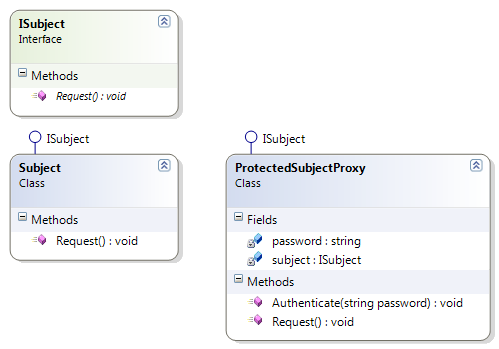 ISubject
Interface
Methods
Request() : void
ISubject
Subject
Class
Methods
Request() : void
ISubject
ProtectedSubjectProxy
Class
Fields
password : string
subject : ISubject
Methods
Authenticate(string password) : void
Request() : void